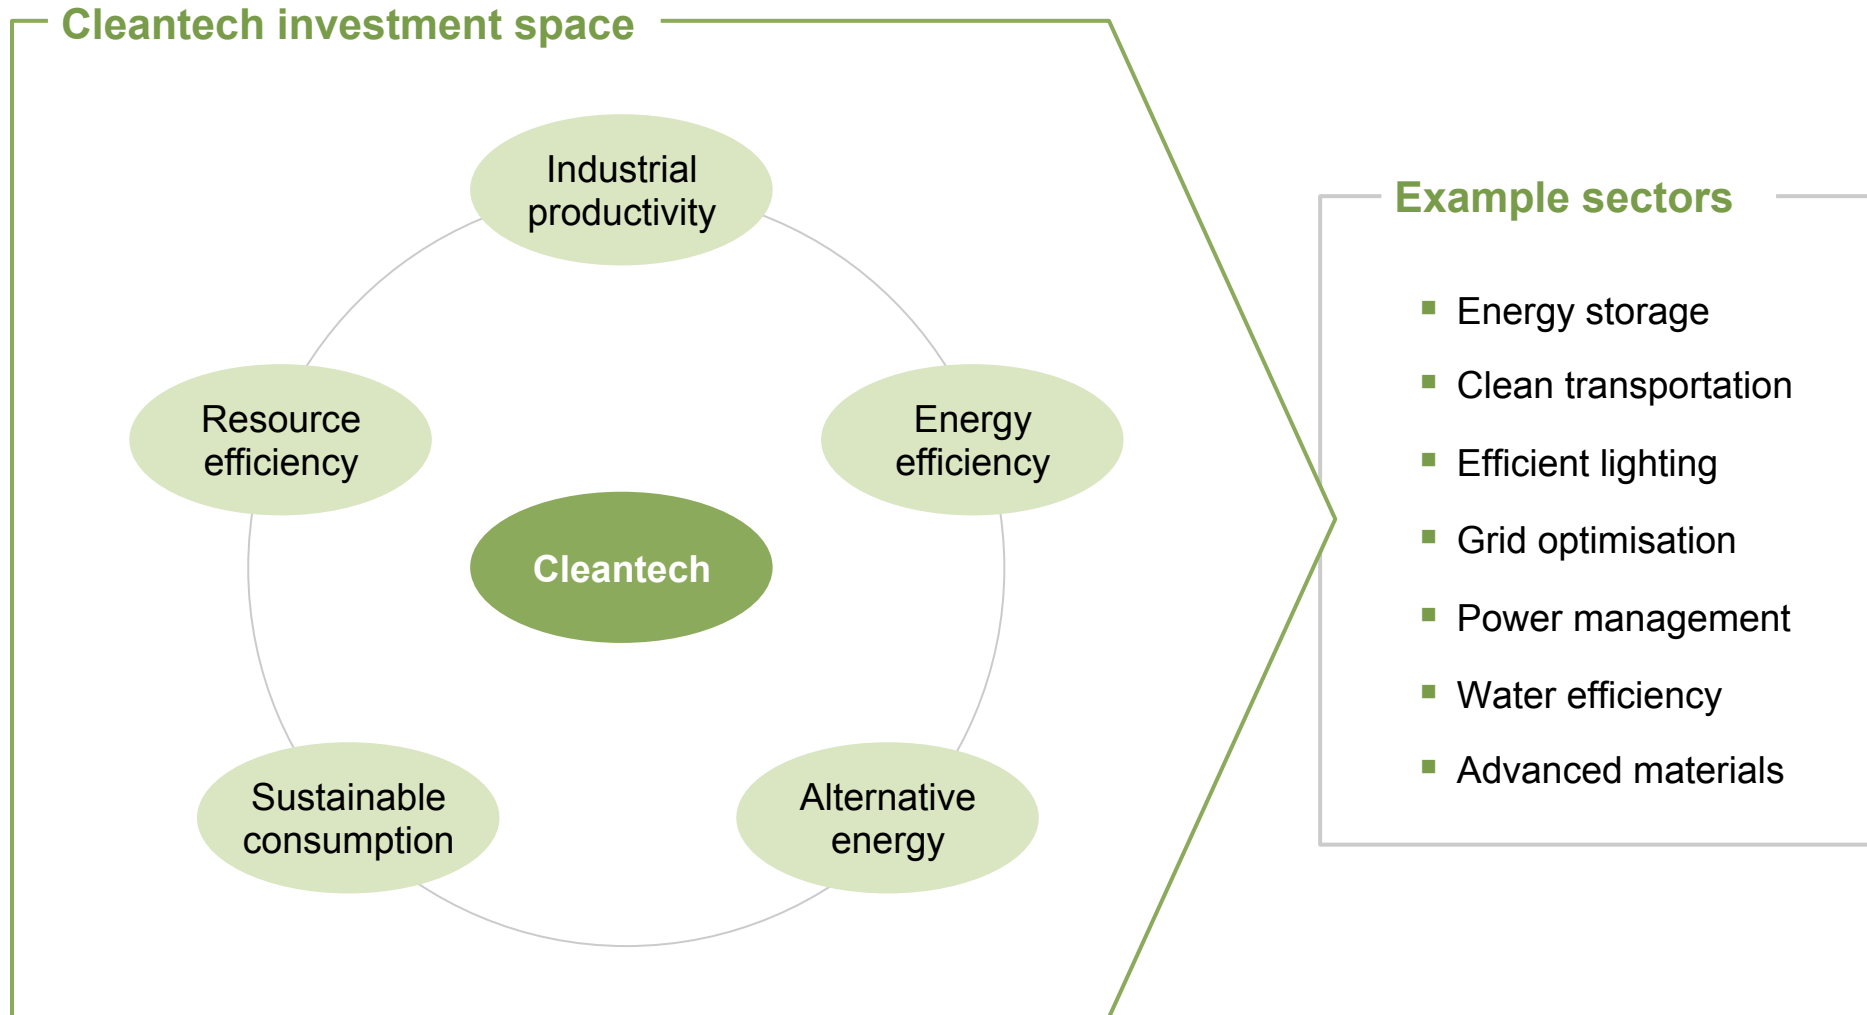 Cleantech investment space
Industrial
productivity
Resource
efficiency
Energy
efficiency
Cleantech
Sustainable
consumption
Alternative
energy
Example sectors
Energy storage
Clean transportation
Efficient lighting
Grid optimisation
Power management
Water efficiency
Advanced materials